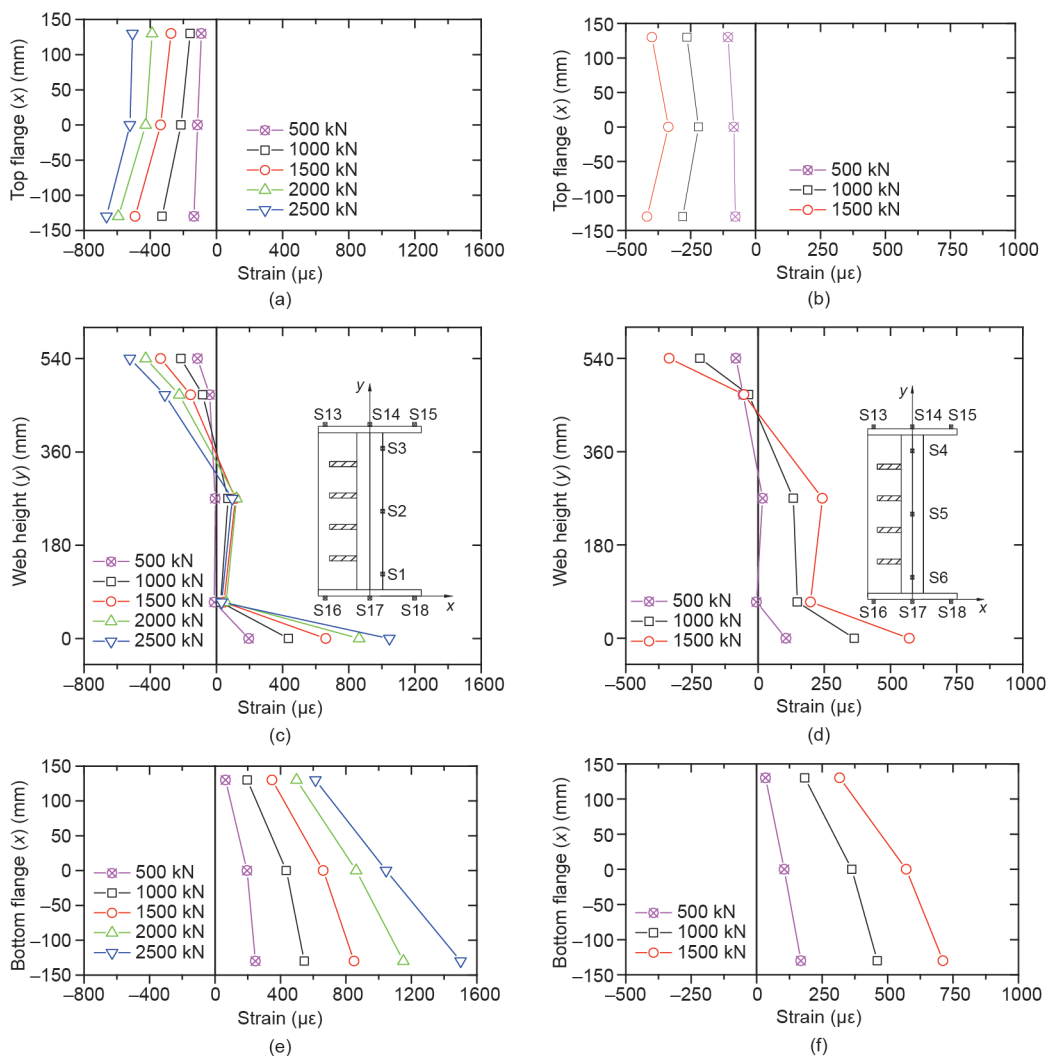 150
100
50
0
–50
–100
–150
Top flange (x) (mm)
500 kN
1000 kN
1500 kN
2000 kN
2500 kN
–800 –400 0 400 800 1200 1600
Strain (με)
(a)
150
100
50
0
–50
–100
–150
Top flange (x) (mm)
500 kN
1000 kN
1500 kN
–500 –250 0 250 500 750 1000
Strain (με)
(b)
540
360
180
0
Web height (y) (mm)
500 kN
1000 kN
1500 kN
2000 kN
2500 kN
y
S13 S14 S15
S3
S2
S1
S16 S17 S18 x
–800 –400 0 400 800 1200 1600
Strain (με)
(c)
540
360
180
0
Web height (y) (mm)
500 kN
1000 kN
1500 kN
y
S13 S14 S15
S4
S5
S6
S16 S17 S18 x
–500 –250 0 250 500 750 1000
Strain (με)
(d)
150
100
50
0
–50
–100
–150
Bottom flange (x) (mm)
500 kN
1000 kN
1500 kN
2000 kN
2500 kN
–800 –400 0 400 800 1200 1600
Strain (με)
(e)
150
100
50
0
–50
–100
–150
Bottom flange (x) (mm)
500 kN
1000 kN
1500 kN
–500 –250 0 250 500 750 1000
Strain (με)
(f)